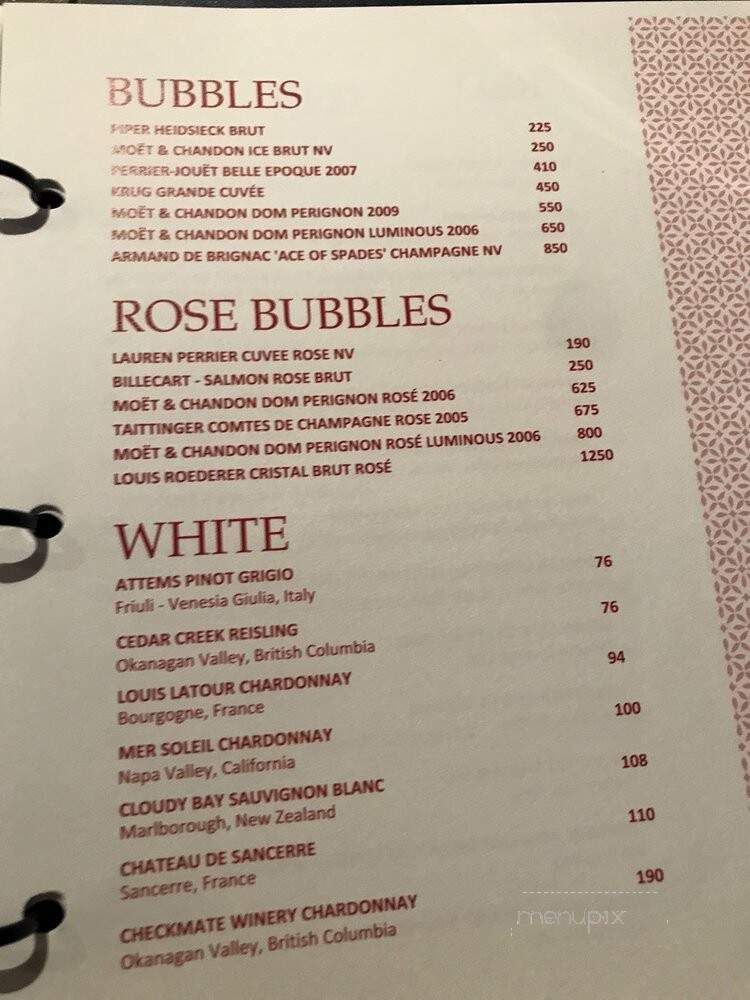 BUBBLES
PIPER HEIDSIECK BRUT 225
MOËT & CHANDON ICE BRUT NV 250
PERRIER-JOUËT BELLE EPOQUE 2007 410
KRUG GRANDE CUVÉE 450
MOËT & CHANDON DOM PERIGNON 2009 550
MOËT & CHANDON DOM PERIGNON LUMINOUS 2006 650
ARMAND DE BRIGNAC 'ACE OF SPADES' CHAMPAGNE NV 850
ROSE BUBBLES
LAUREN PERRIER CUVEE ROSE NV 190
BILLECART - SALMON ROSE BRUT 250
MOËT & CHANDON DOM PERIGNON ROSÉ 2006 625
TAITTINGER COMTES DE CHAMPAGNE ROSE 2005 675
MOËT & CHANDON DOM PERIGNON ROSÉ LUMINOUS 2006 800
LOUIS ROEDERER CRISTAL BRUT ROSÉ 1250
WHITE
ATTEMS PINOT GRIGIO 76
Friuli - Venesia Giulia, Italy
CEDAR CREEK REISLING 76
Okanagan Valley, British Columbia
LOUIS LATOUR CHARDONNAY 94
Bourgogne, France
MER SOLEIL CHARDONNAY 100
Napa Valley, California
CLOUDY BAY SAUVIGNON BLANC 108
Marlborough, New Zealand
CHATEAU DE SANCERRE 110
Sancerre, France
CHECKMATE WINERY CHARDONNAY 190
Okanagan Valley, British Columbia
menupix